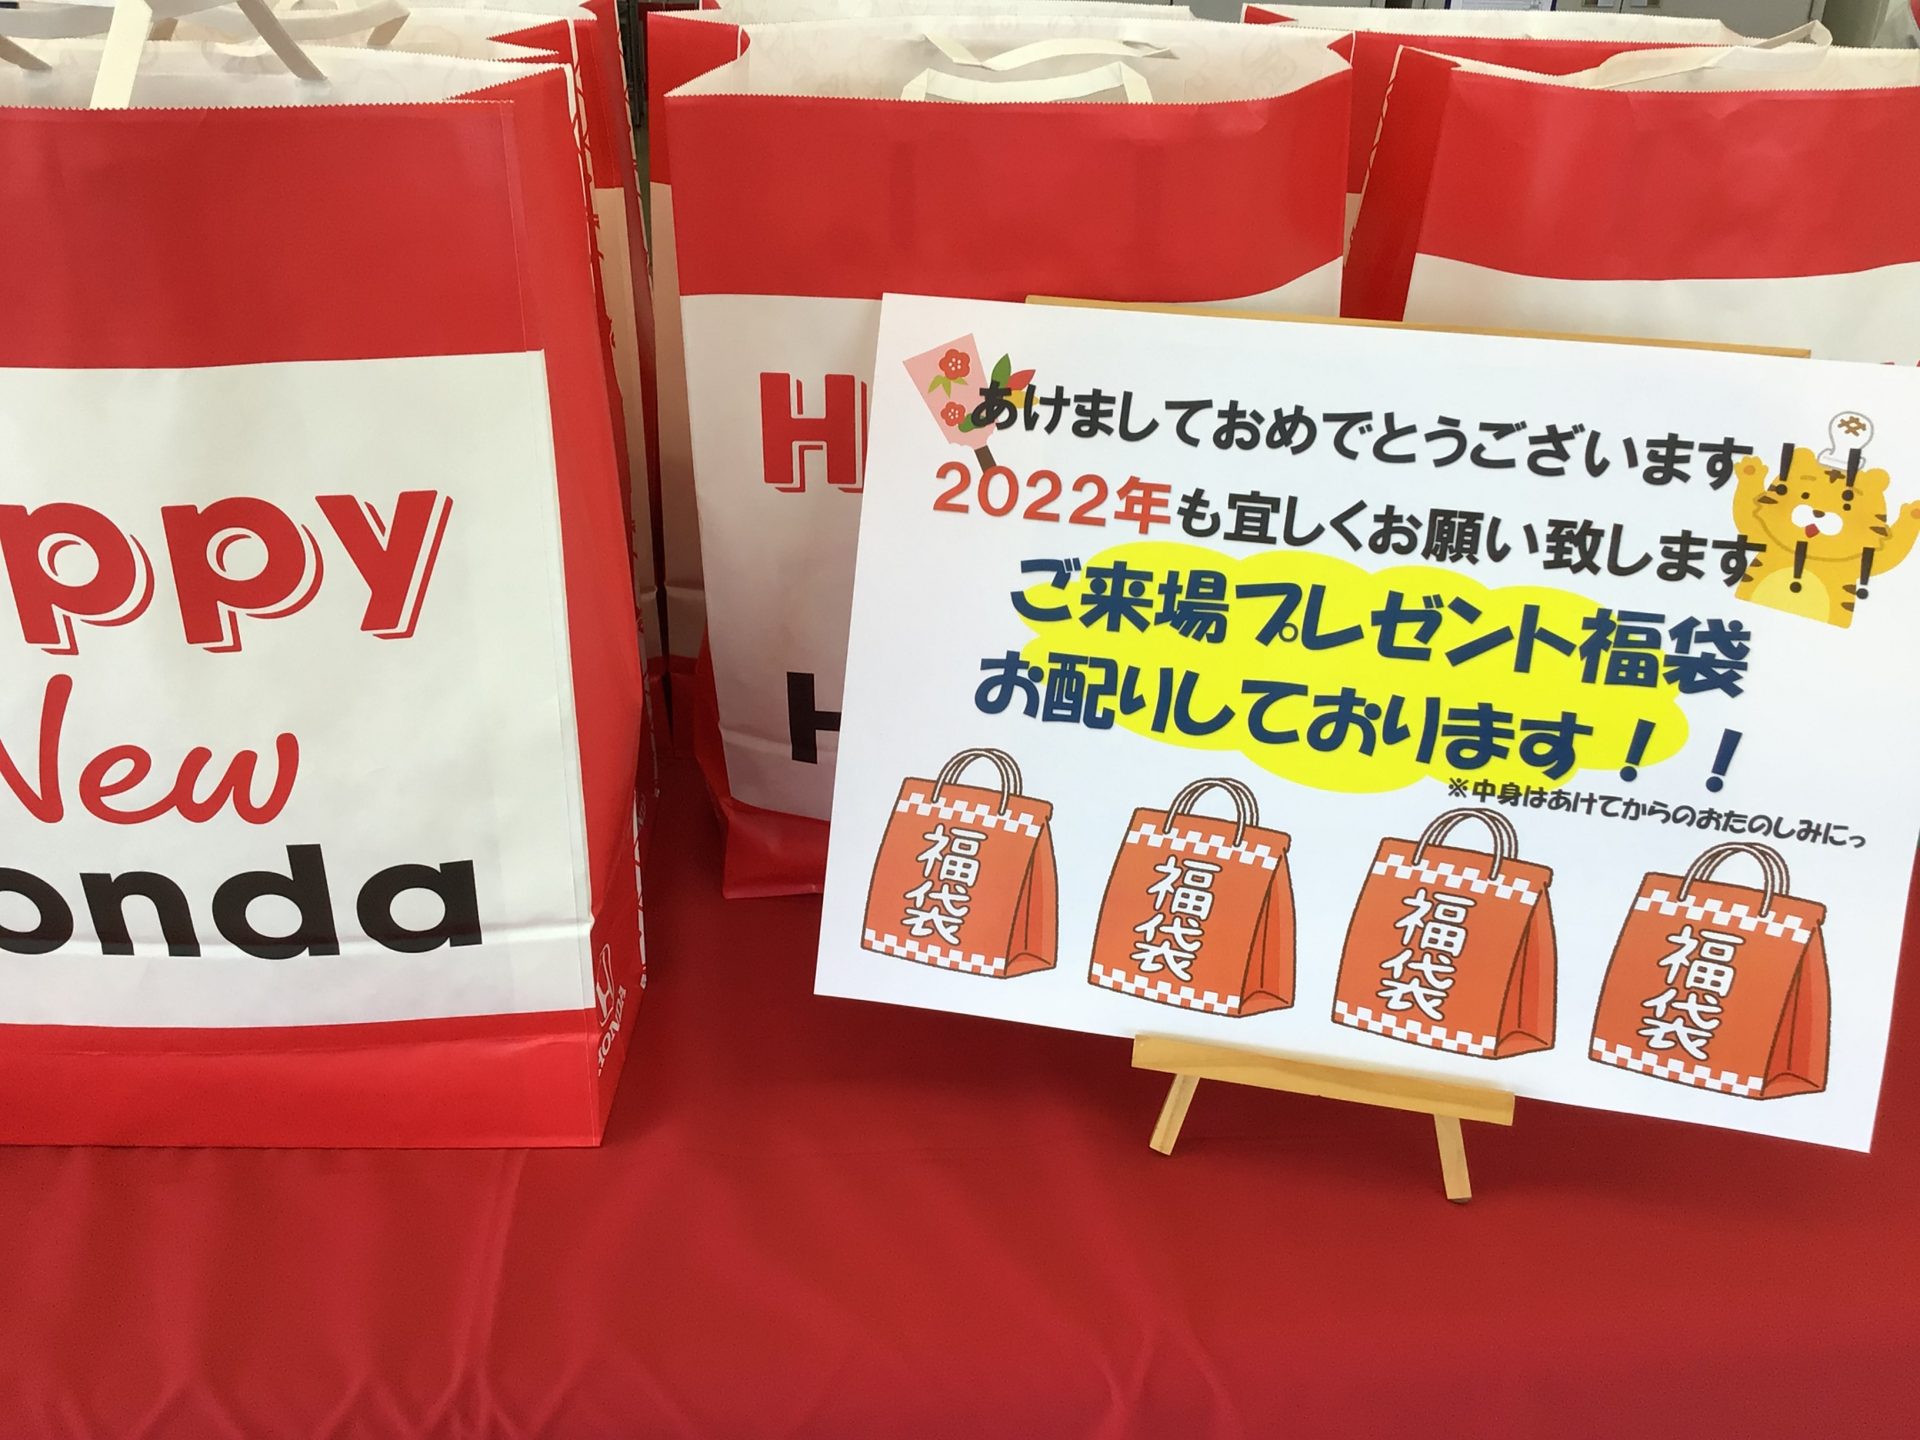 ppy
New
onda
HONDA
H
H
あけましておめでとうございます！！
2022年も宜しくお願い致します！！
ご来場プレゼント福袋
お配りしております！！
※中身はあけてからのおたのしみにっ
福袋
福袋
福袋
福袋